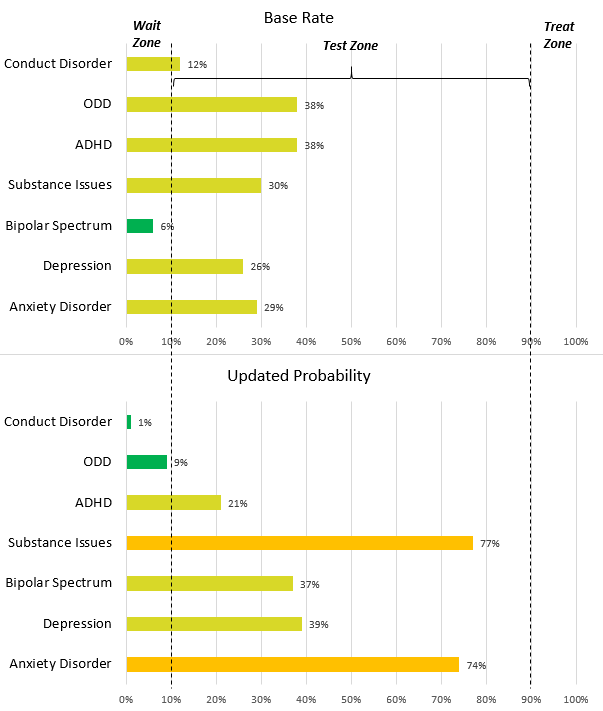 Base Rate
Wait
Zone
Test Zone
Treat
Zone
Conduct Disorder 12%
ODD 38%
ADHD 38%
Substance Issues 30%
Bipolar Spectrum 6%
Depression 26%
Anxiety Disorder 29%
0% 10% 20% 30% 40% 50% 60% 70% 80% 90% 100%
Updated Probability
Conduct Disorder 1%
ODD 9%
ADHD 21%
Substance Issues 77%
Bipolar Spectrum 37%
Depression 39%
Anxiety Disorder 74%
0% 10% 20% 30% 40% 50% 60% 70% 80% 90% 100%